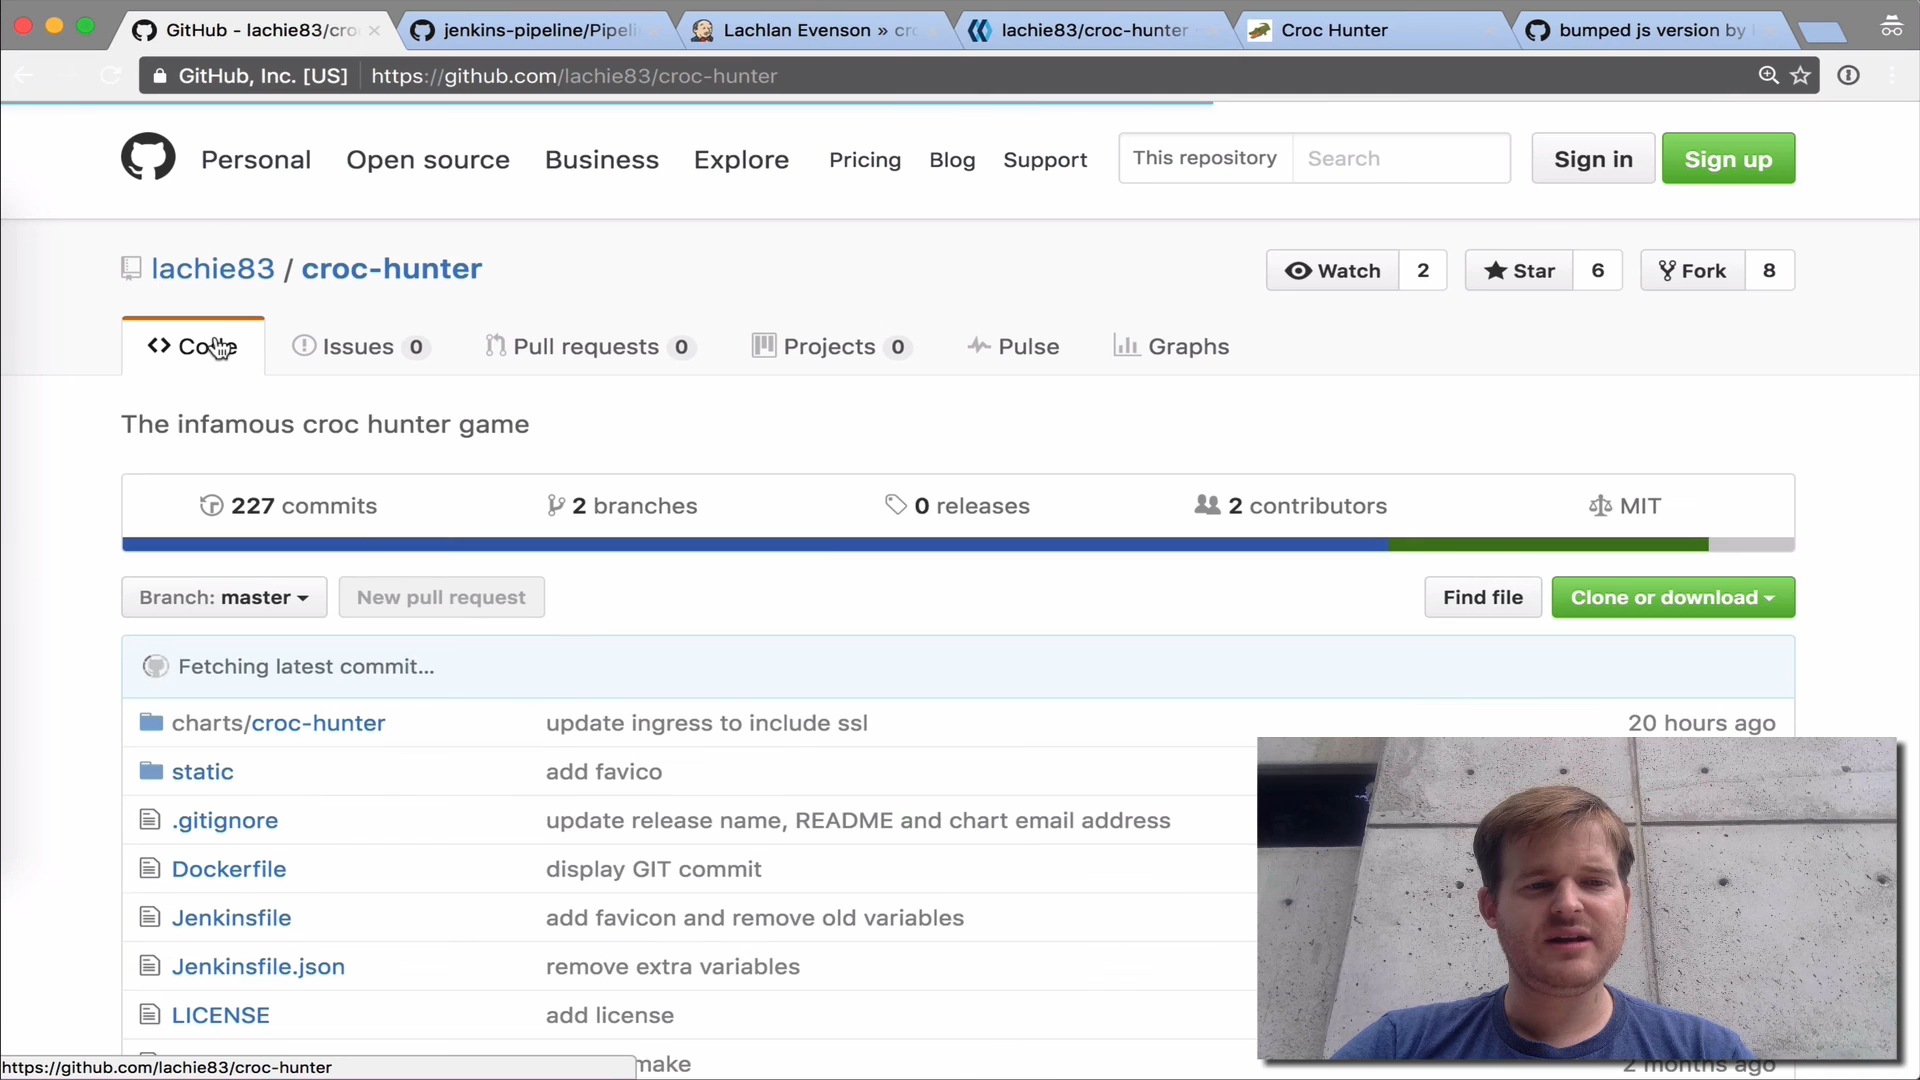 GitHub - lachie83/cro
jenkins-pipeline/Pipeli
Lachlan Evenson » cro
lachie83/croc-hunter
Croc Hunter
bumped js version by
GitHub, Inc. [US] https://github.com/lachie83/croc-hunter
Personal Open source Business Explore Pricing Blog Support This repository Search Sign in Sign up
lachie83 / croc-hunter
Watch 2 Star 6 Fork 8
Code Issues 0 Pull requests 0 Projects 0 Pulse Graphs
The infamous croc hunter game
227 commits 2 branches 0 releases 2 contributors MIT
Branch: master New pull request Find file Clone or download
Fetching latest commit...
charts/croc-hunter update ingress to include ssl 20 hours ago
static add favico
.gitignore update release name, README and chart email address
Dockerfile display GIT commit
Jenkinsfile add favicon and remove old variables
Jenkinsfile.json remove extra variables
LICENSE add license
make 2 months ago
https://github.com/lachie83/croc-hunter